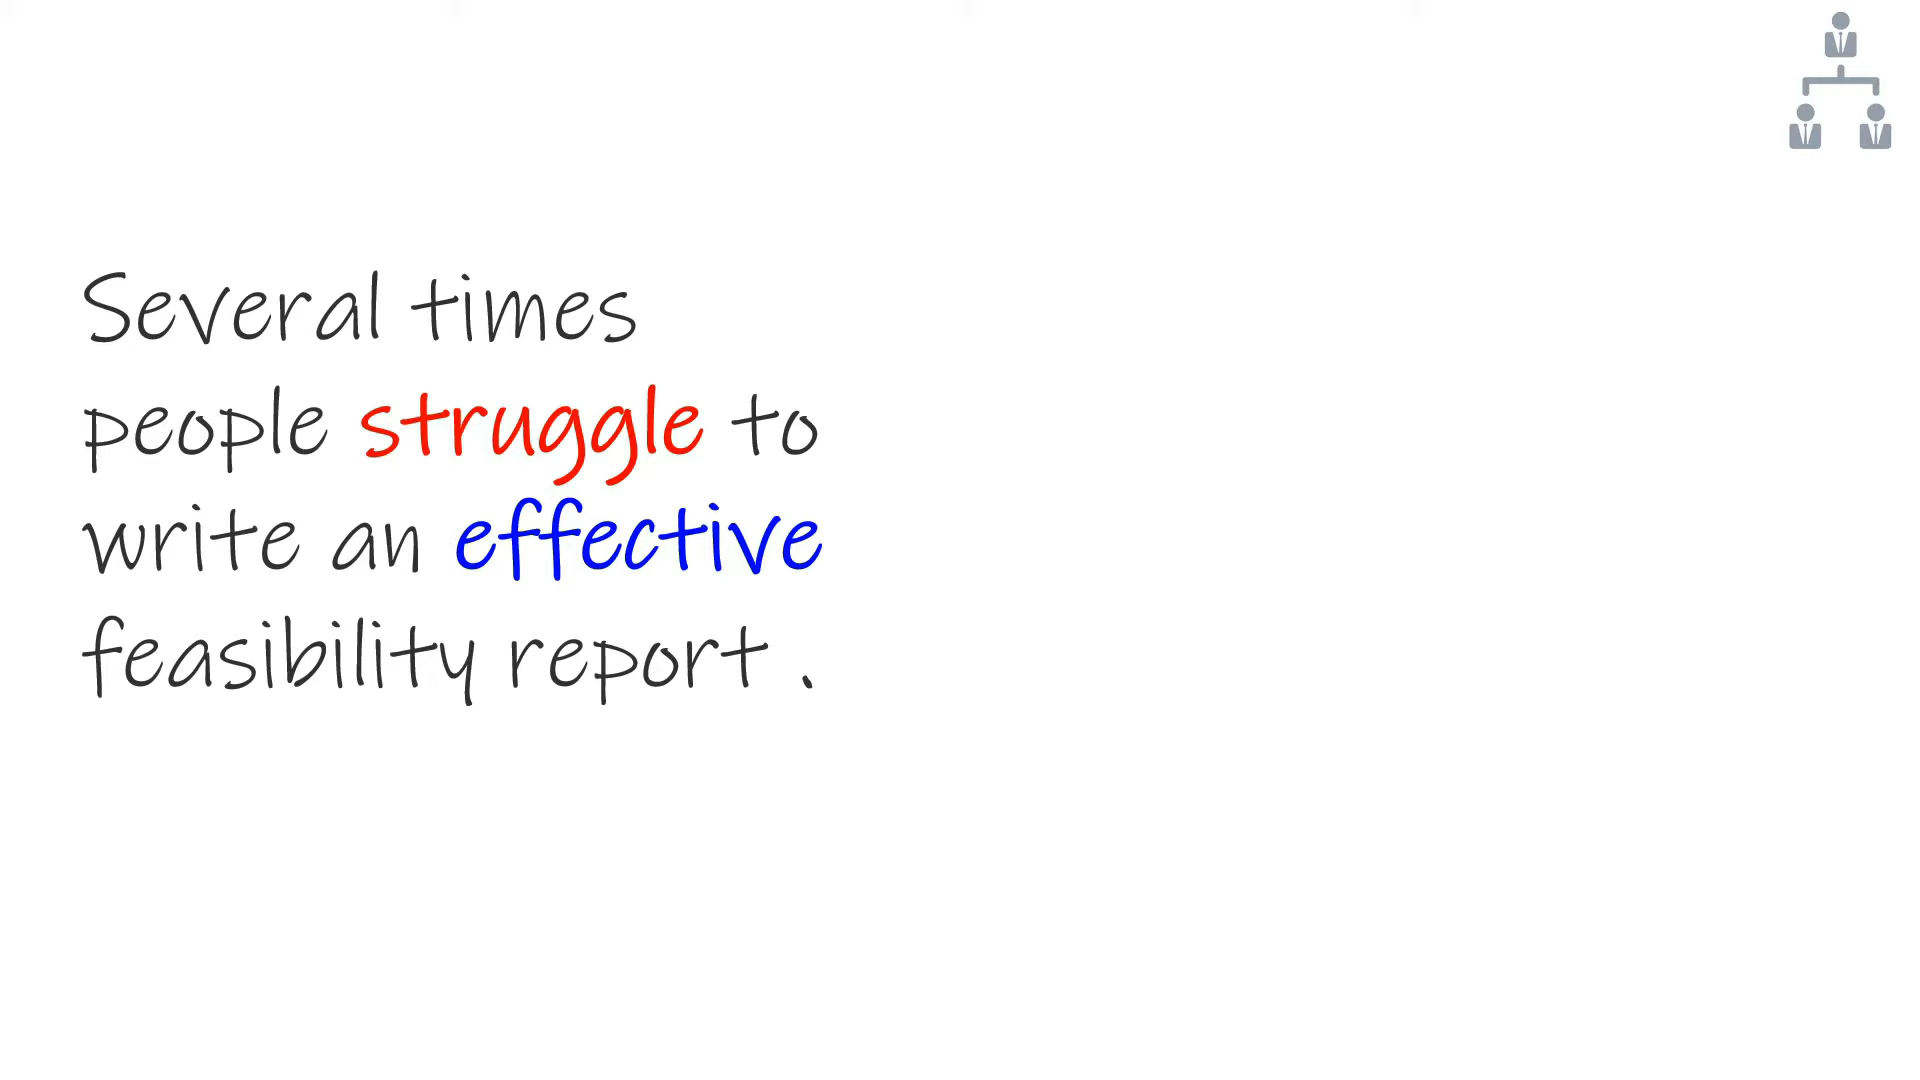 Several times
people struggle to
write an effective
feasibility report .